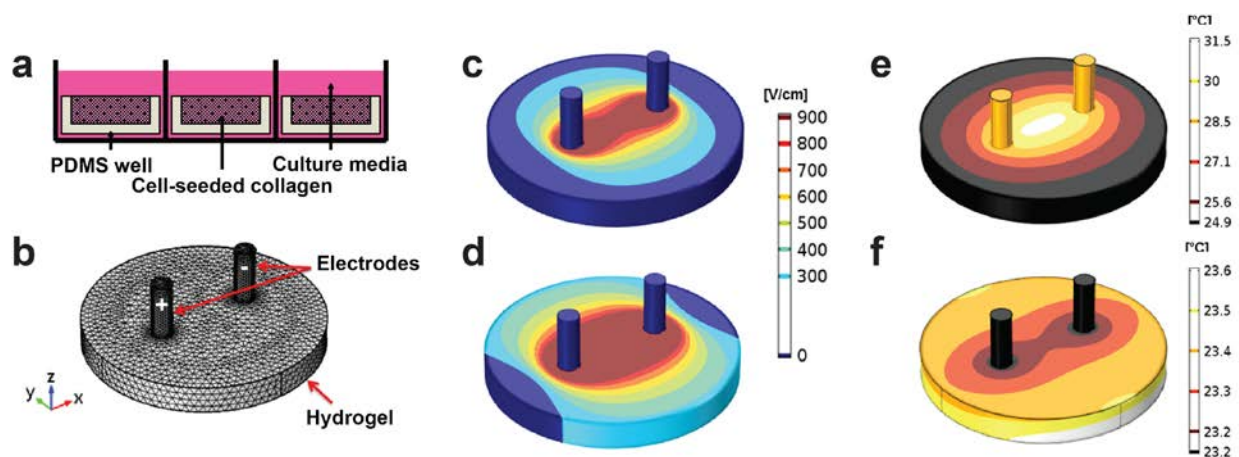 a
PDMS well
Culture media
Cell-seeded collagen
b
+
-
Electrodes
z
y
x
Hydrogel
c
d
[V/cm]
900
800
700
600
500
400
300
0
e
[°C]
31.5
30
28.5
27.1
25.6
24.9
f
[°C]
23.6
23.5
23.4
23.3
23.2
23.2